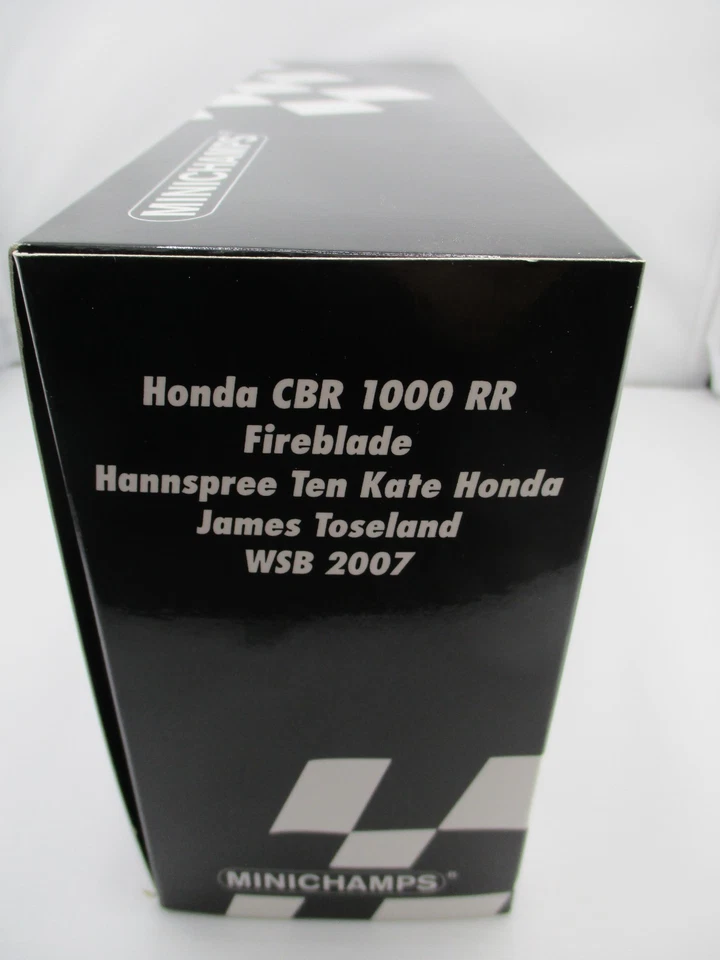 MINICHAMPS®
Honda CBR 1000 RR
Fireblade
Hannspree Ten Kate Honda
James Toseland
WSB 2007
MINICHAMPS®